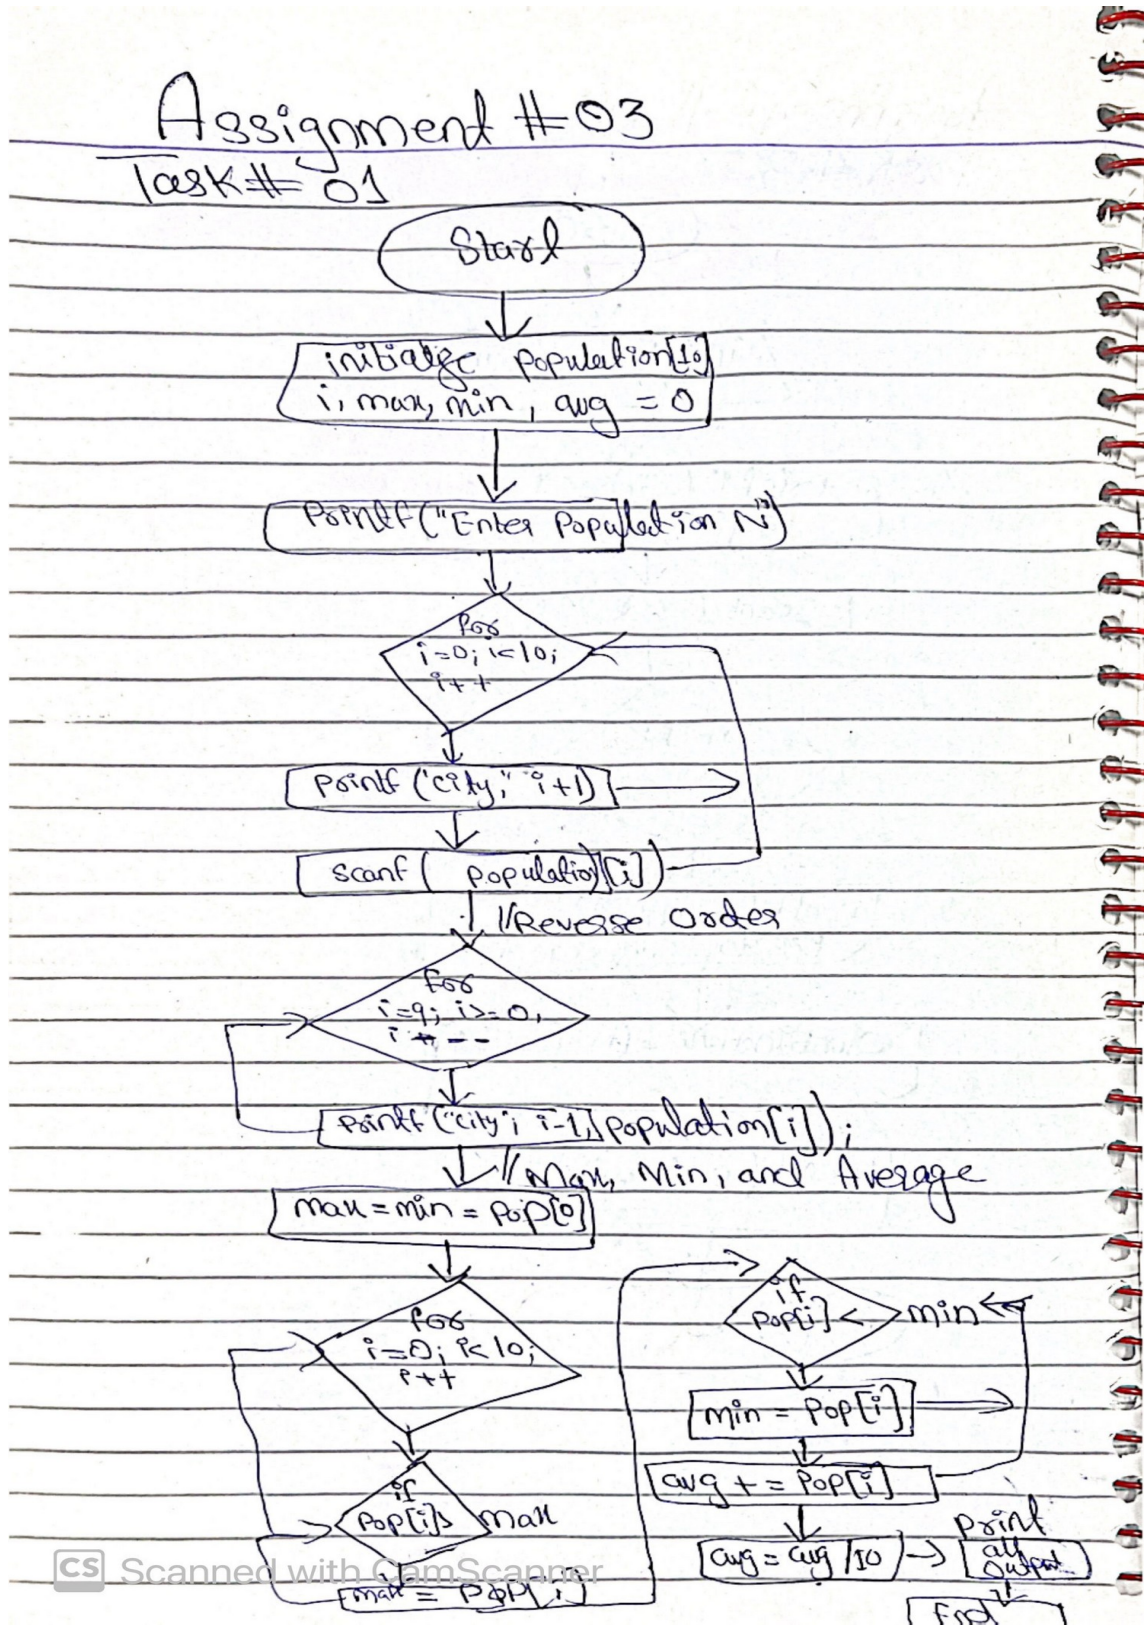 Assignment #03
Task# 01
Start
initialize population[10]
i, max, min, avg = 0
Printf("Enter Population N")
for
i=0; i<10;
i++
printf ("city," i+1)
scanf ( population[i])
//Reverse Order
for
i=9; i>=0,
i --
printf ("city", i-1, population[i]);
//Max, Min, and Average
max = min = pop[0]
for
i=0; i<10;
i++
if
Pop[i]> max
max = Pop[i]
if
Pop[i] < min
min = Pop[i]
avg += Pop[i]
avg = avg /10
print
all
Output
End
CS Scanned with CamScanner